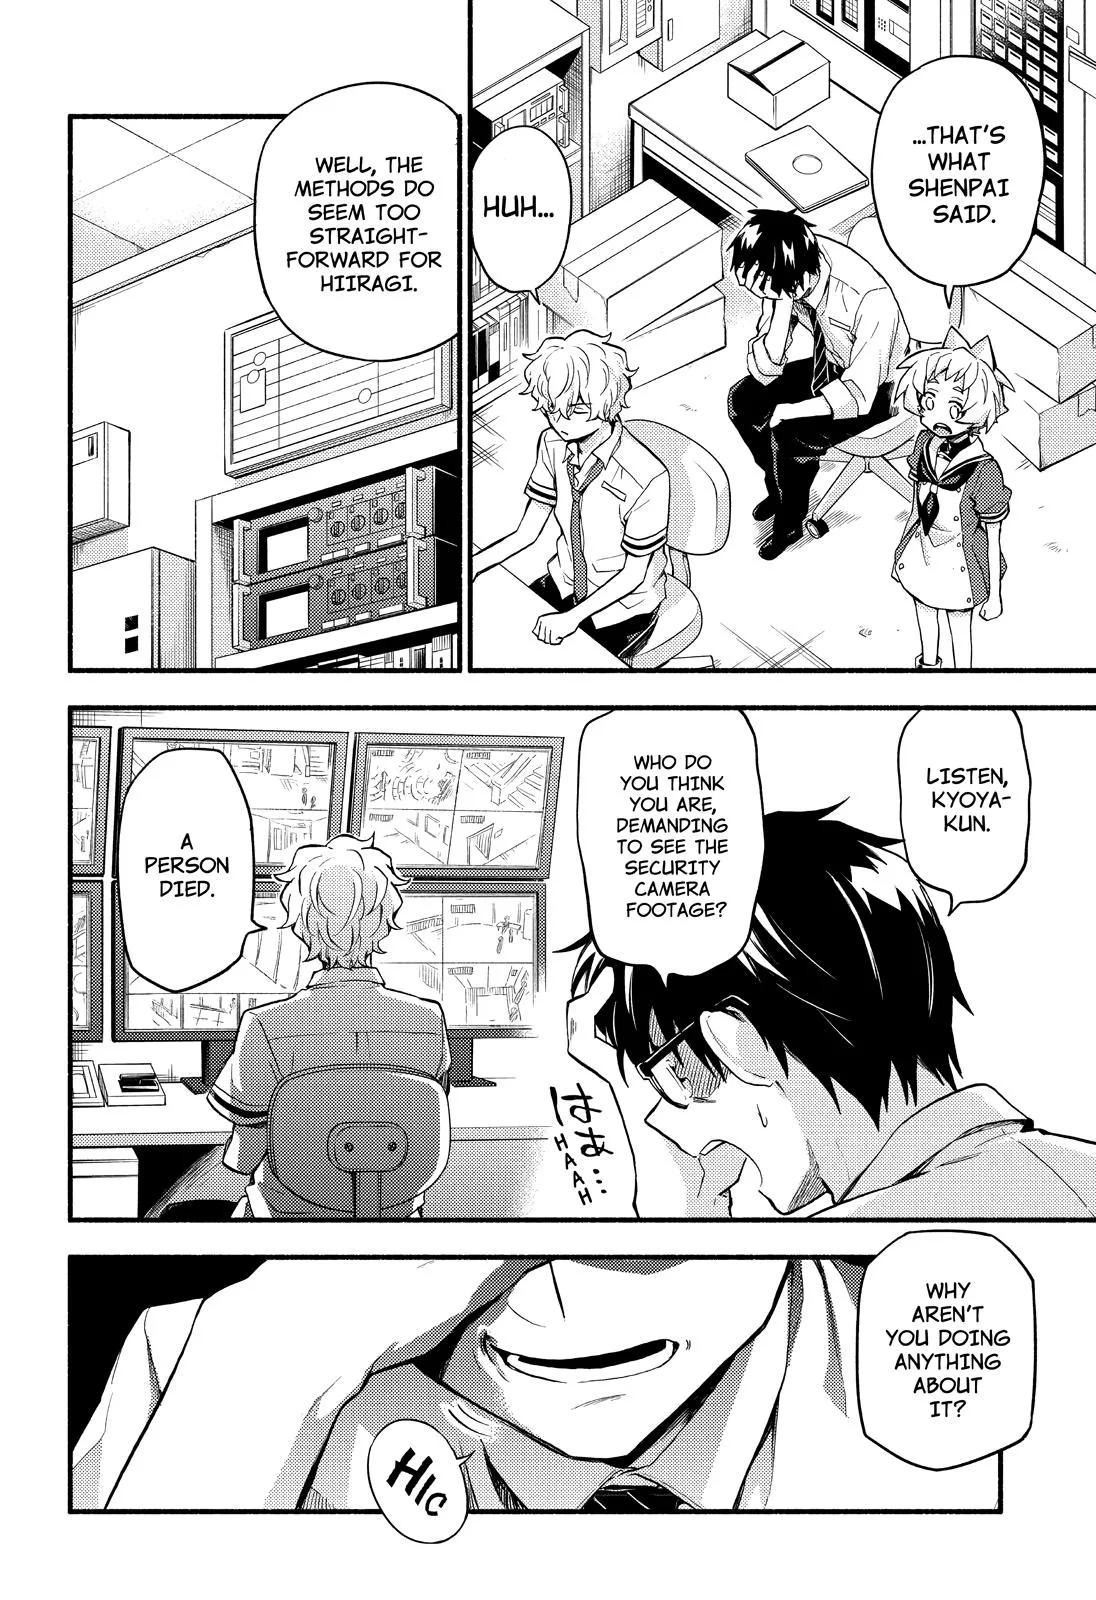 ...THAT'S
WHAT
SHENPAI
SAID.
HUH...
WELL, THE
METHODS DO
SEEM TOO
STRAIGHT-
FORWARD FOR
HIIRAGI.
LISTEN,
KYOYA-
KUN.
WHO DO
YOU THINK
YOU ARE,
DEMANDING
TO SEE THE
SECURITY
CAMERA
FOOTAGE?
はぁ…
HAAH
A
PERSON
DIED.
WHY
AREN'T
YOU DOING
ANYTHING
ABOUT
IT?
HIC